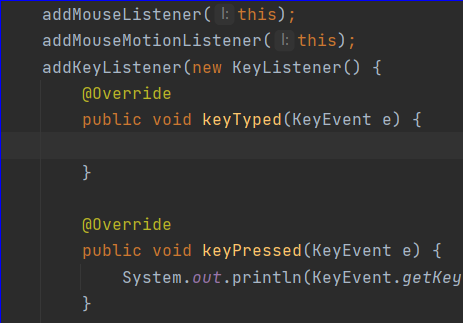 addMouseListener( l: this);
addMouseMotionListener( l: this);
addKeyListener(new KeyListener() {
@Override
public void keyTyped(KeyEvent e) {
}
@Override
public void keyPressed(KeyEvent e) {
System.out.println(KeyEvent.getKey
}